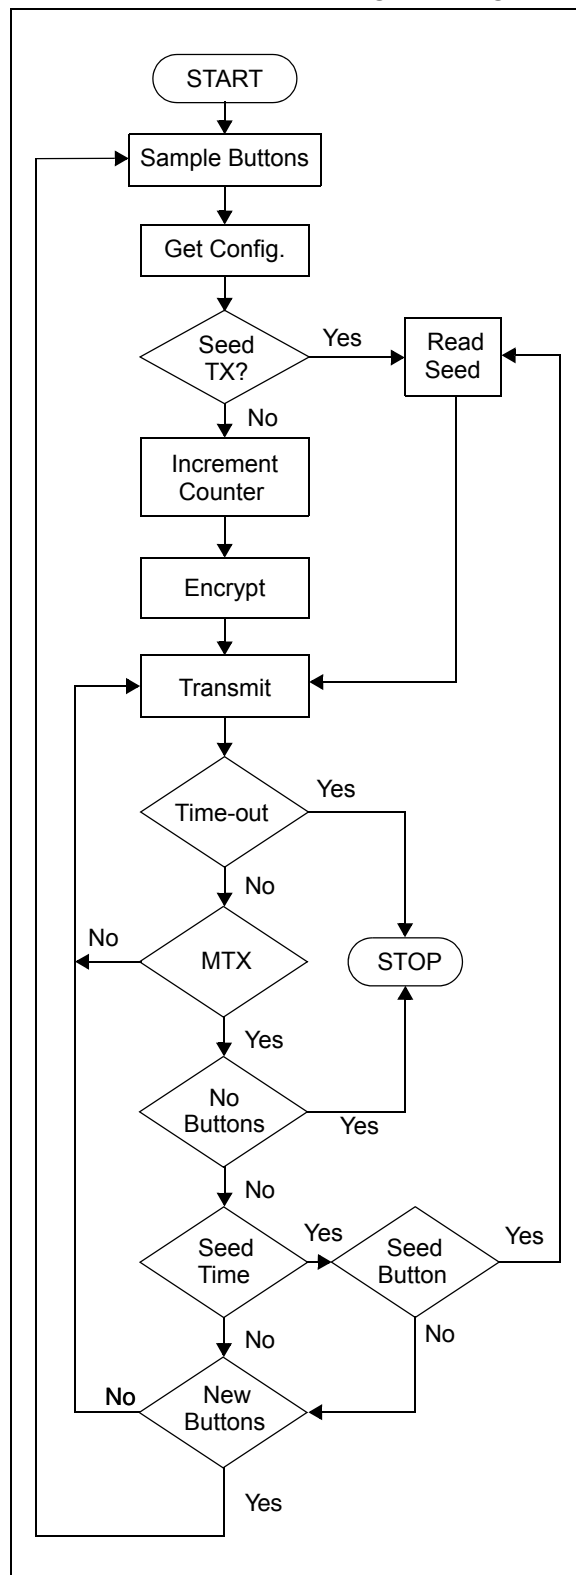 START
Sample Buttons
Get Config.
Seed
TX?
Yes
Read
Seed
No
Increment
Counter
Encrypt
Transmit
Time-out
Yes
No
MTX
No
STOP
Yes
No
Buttons
Yes
No
Seed
Time
Yes
Seed
Button
Yes
No
No
New
Buttons
No
Yes